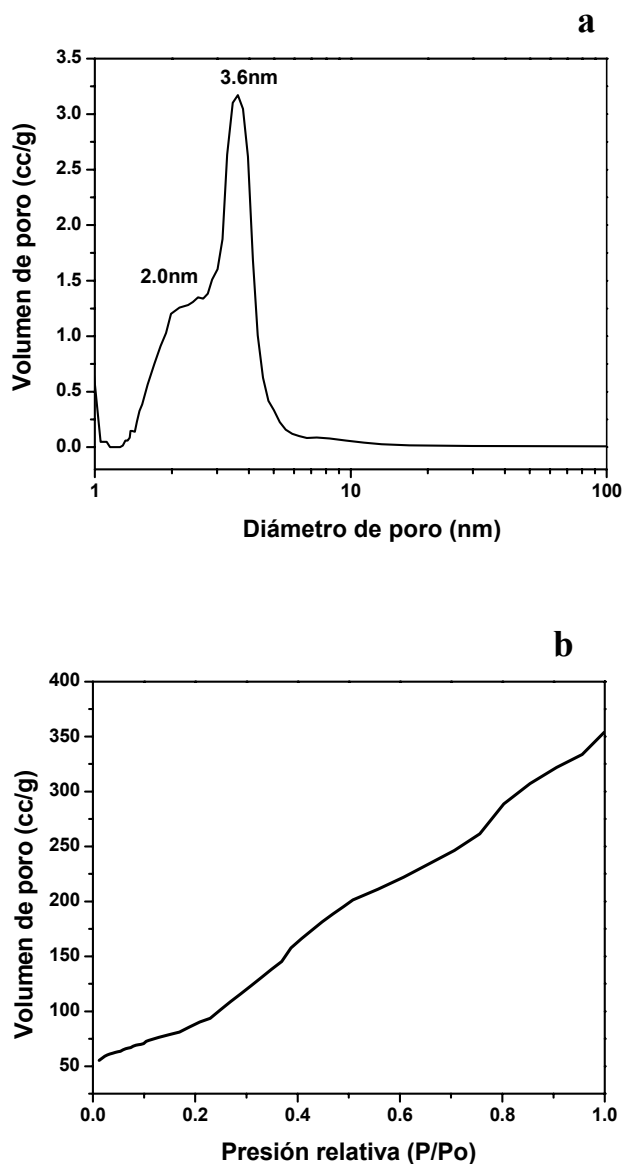 a
3.5
3.6nm
3.0
2.5
2.0
2.0nm
1.5
1.0
0.5
0.0
Volumen de poro (cc/g)
1 10 100
Diámetro de poro (nm)
b
400
350
300
250
200
150
100
50
Volumen de poro (cc/g)
0.0 0.2 0.4 0.6 0.8 1.0
Presión relativa (P/Po)